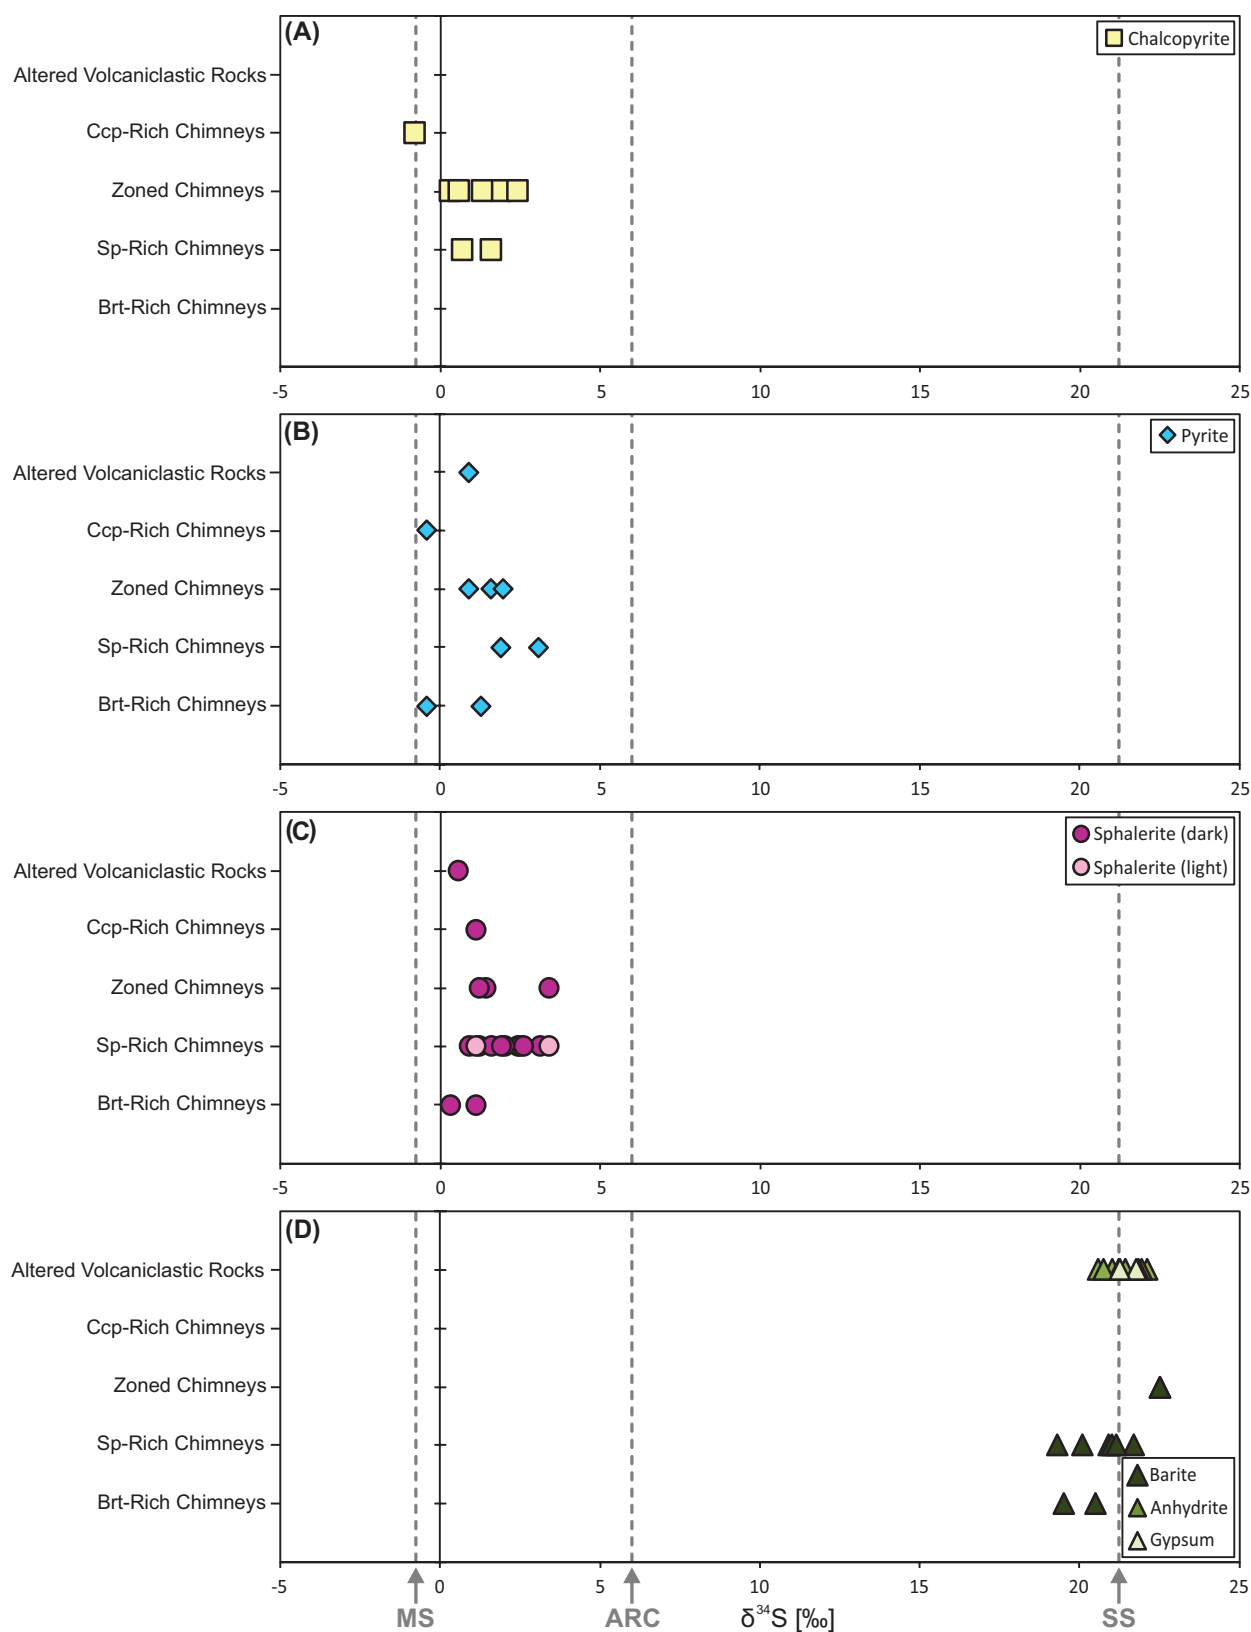 (A)
Chalcopyrite
Altered Volcaniclastic Rocks
Ccp-Rich Chimneys
Zoned Chimneys
Sp-Rich Chimneys
Brt-Rich Chimneys
-5 0 5 10 15 20 25
(B)
Pyrite
Altered Volcaniclastic Rocks
Ccp-Rich Chimneys
Zoned Chimneys
Sp-Rich Chimneys
Brt-Rich Chimneys
-5 0 5 10 15 20 25
(C)
Sphalerite (dark)
Sphalerite (light)
Altered Volcaniclastic Rocks
Ccp-Rich Chimneys
Zoned Chimneys
Sp-Rich Chimneys
Brt-Rich Chimneys
-5 0 5 10 15 20 25
(D)
Altered Volcaniclastic Rocks
Ccp-Rich Chimneys
Zoned Chimneys
Sp-Rich Chimneys
Brt-Rich Chimneys
Barite
Anhydrite
Gypsum
-5 0 5 10 15 20 25
MS ARC δ³⁴S [‰] SS